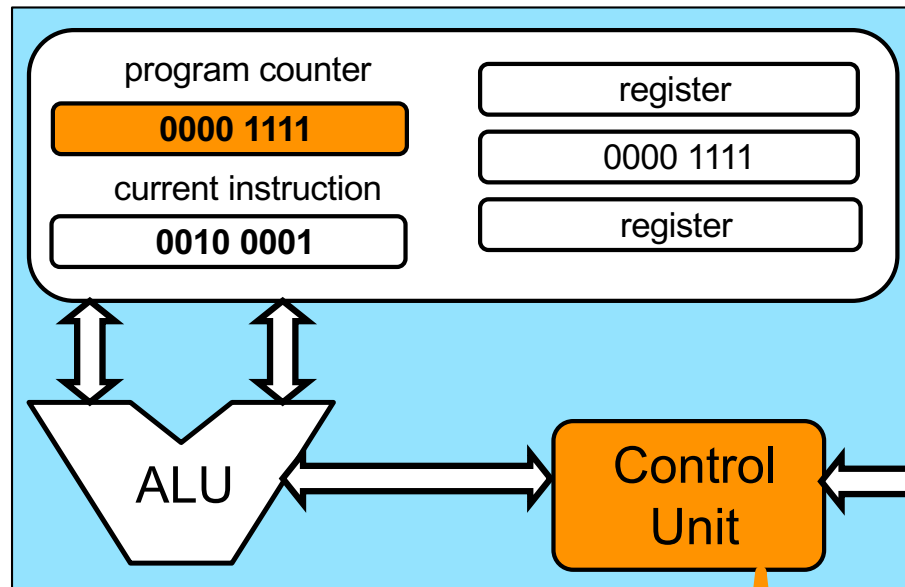 program counter
0000 1111
current instruction
0010 0001
register
0000 1111
register
ALU
Control
Unit